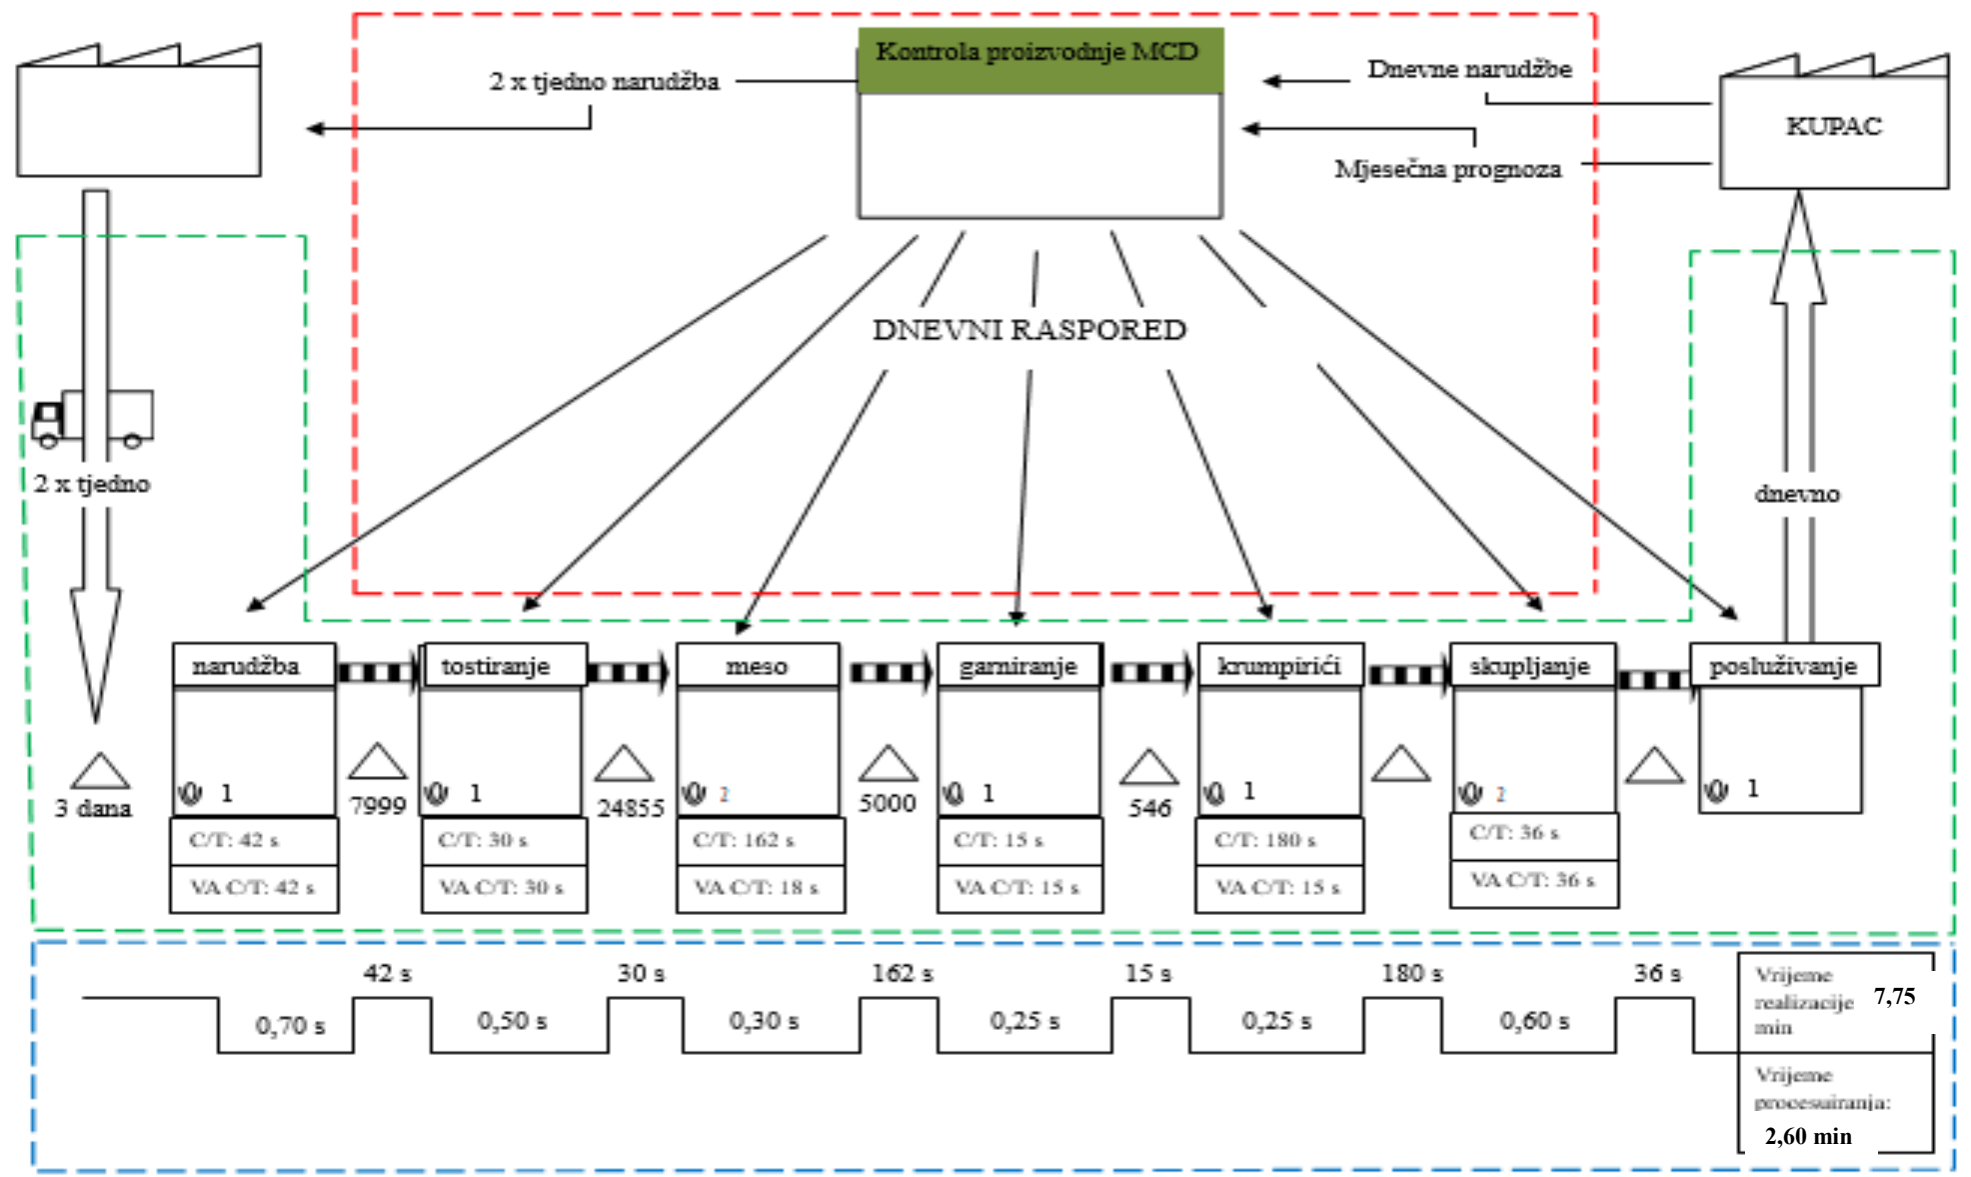 Kontrola proizvodnje MCD
2 x tjedno narudžba
Dnevne narudžbe
KUPAC
Mjesečna prognoza
DNEVNI RASPORED
2 x tjedno
dnevno
narudžba
tostiranje
meso
garniranje
krumpirići
skupljanje
posluživanje
1
1
2
1
1
2
1
3 dana
7999
24855
5000
546
C/T: 42 s
C/T: 30 s
C/T: 162 s
C/T: 15 s
C/T: 180 s
C/T: 36 s
VA C/T: 42 s
VA C/T: 30 s
VA C/T: 18 s
VA C/T: 15 s
VA C/T: 15 s
VA C/T: 36 s
42 s
30 s
162 s
15 s
180 s
36 s
0,70 s
0,50 s
0,30 s
0,25 s
0,25 s
0,60 s
Vrijeme
realizacije 7,75
min
Vrijeme
procesuiranja:
2,60 min